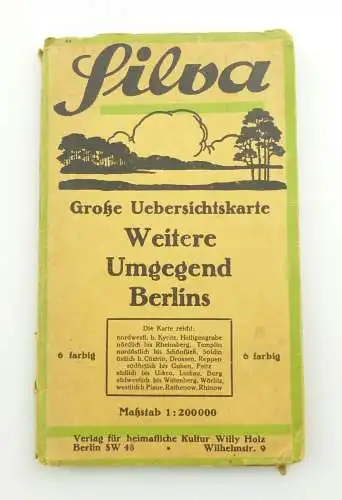 Silva
Große Uebersichtskarte
Weitere
Umgegend
Berlins
Die Karte reicht:
nordwestl. b. Kyritz, Heiligengrabe
nördlich bis Rheinsberg, Templin
nordöstlich bis Schönfließ, Soldin
östlich b. Cüstrin, Drossen, Reppen
südöstlich bis Guben, Peitz
südlich bis Uckro, Luckau, Burg
südwestlich bis Wittenberg, Wörlitz,
westlich b. Plaue, Rathenow, Rhinow
6 farbig
6 farbig
Maßstab 1:200000
Verlag für heimatliche Kultur Willy Holz
Berlin SW 48 • Wilhelmstr. 9